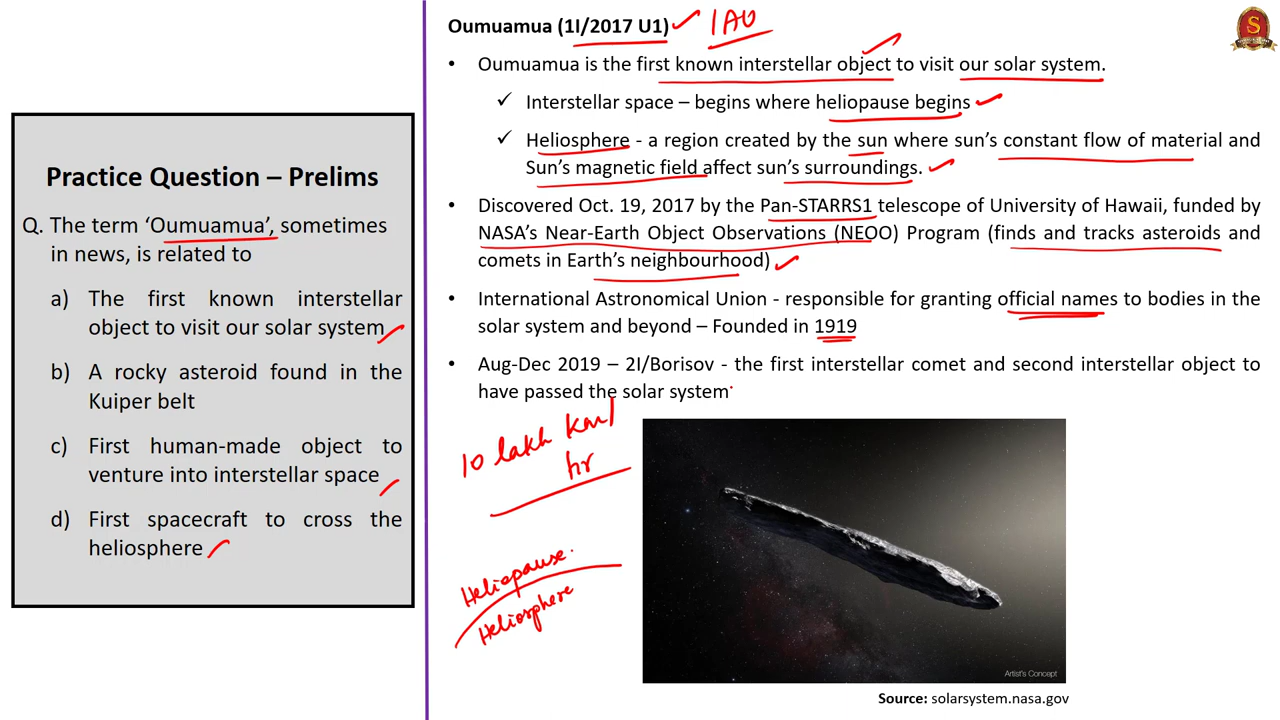 Practice Question – Prelims
Q. The term ‘Oumuamua’, sometimes
in news, is related to
a) The first known interstellar
object to visit our solar system
b) A rocky asteroid found in the
Kuiper belt
c) First human-made object to
venture into interstellar space
d) First spacecraft to cross the
heliosphere
Oumuamua (1I/2017 U1) IAU
• Oumuamua is the first known interstellar object to visit our solar system.
✓ Interstellar space – begins where heliopause begins
✓ Heliosphere - a region created by the sun where sun’s constant flow of material and
Sun’s magnetic field affect sun’s surroundings.
• Discovered Oct. 19, 2017 by the Pan-STARRS1 telescope of University of Hawaii, funded by
NASA’s Near-Earth Object Observations (NEOO) Program (finds and tracks asteroids and
comets in Earth’s neighbourhood)
• International Astronomical Union - responsible for granting official names to bodies in the
solar system and beyond – Founded in 1919
• Aug-Dec 2019 – 2I/Borisov - the first interstellar comet and second interstellar object to
have passed the solar system
10 lakh km/
hr
Heliopause
Heliosphere
Artist's Concept
Source: solarsystem.nasa.gov
S